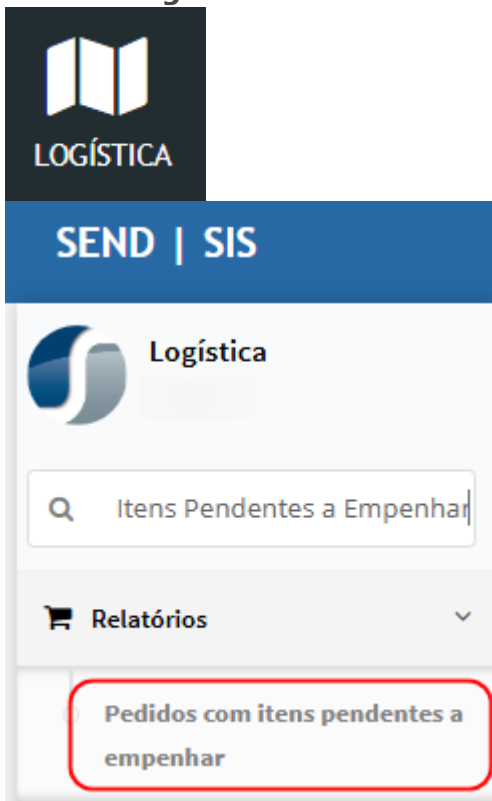 LOGÍSTICA
SEND | SIS
Logística
Itens Pendentes a Empenhar
Relatórios
Pedidos com itens pendentes a
empenhar